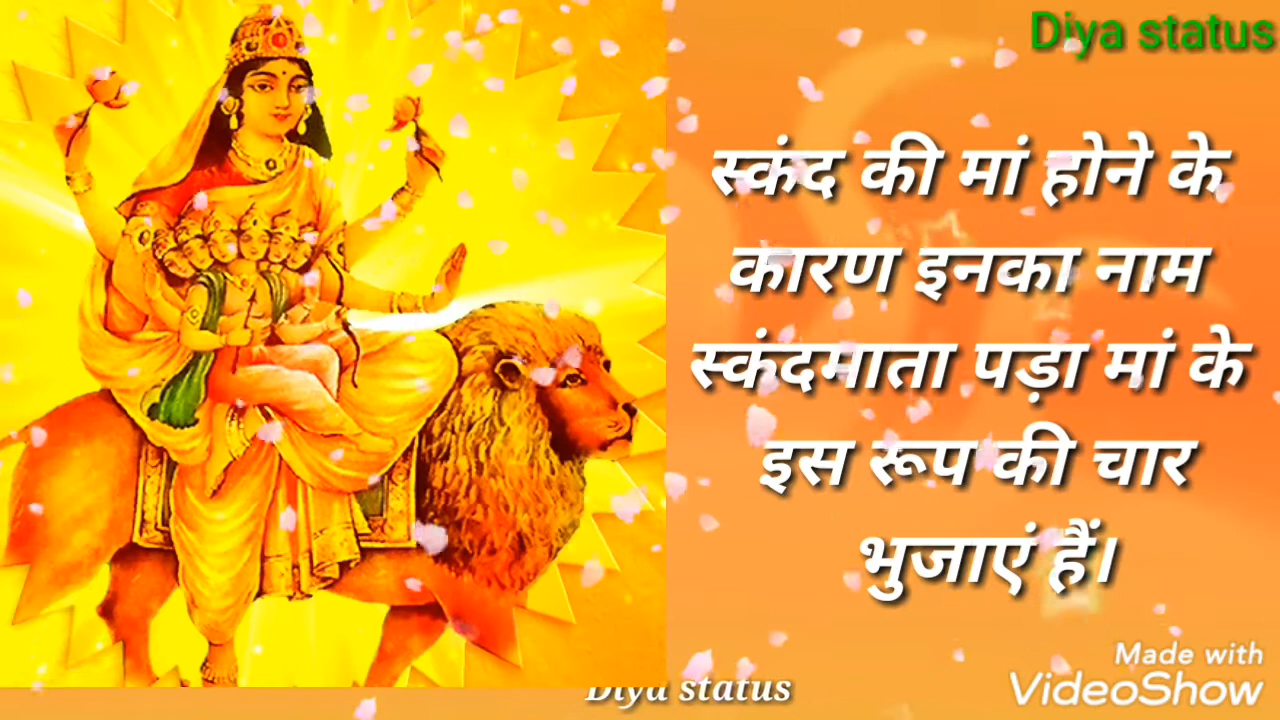 Diya status
स्कंद की मां होने के
कारण इनका नाम
स्कंदमाता पड़ा मां के
इस रूप की चार
भुजाएं हैं।
Made with
VideoShow
Diya status